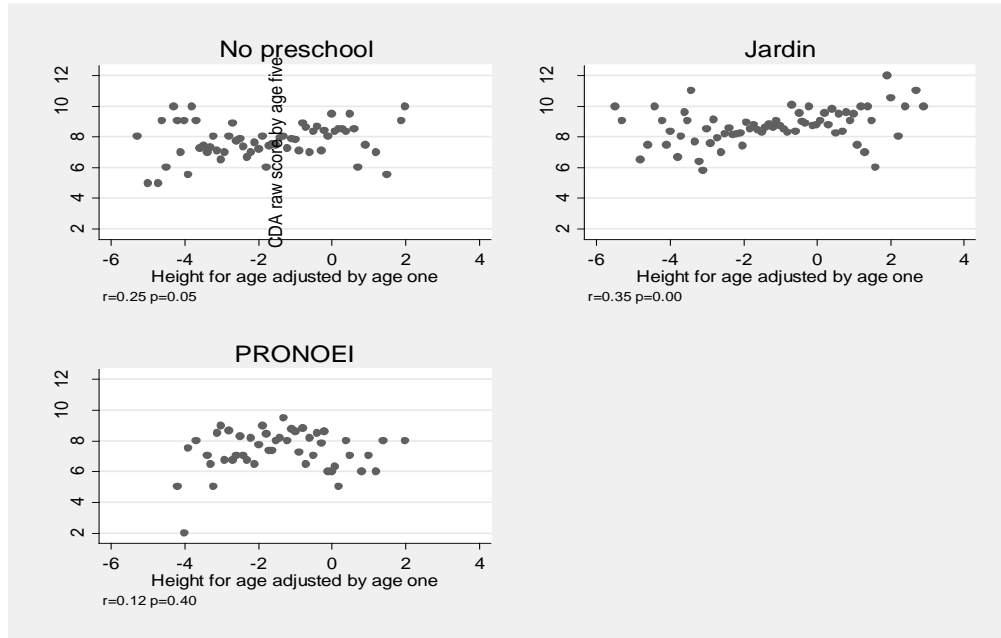 No preschool
CDA raw score by age five
12
10
8
6
4
2
-6 -4 -2 0 2 4
Height for age adjusted by age one
r=0.25 p=0.05
Jardin
12
10
8
6
4
2
-6 -4 -2 0 2 4
Height for age adjusted by age one
r=0.35 p=0.00
PRONOEI
12
10
8
6
4
2
-6 -4 -2 0 2 4
Height for age adjusted by age one
r=0.12 p=0.40